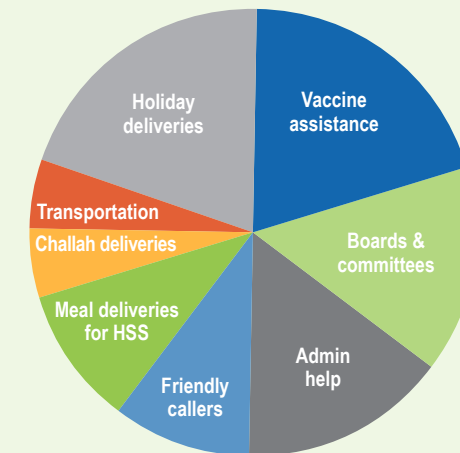 Holiday
deliveries
Vaccine
assistance
Transportation
Challah deliveries
Boards &
committees
Meal deliveries
for HSS
Admin
help
Friendly
callers